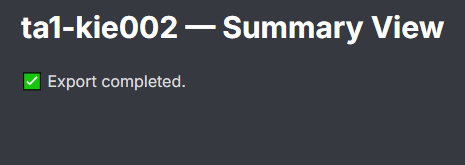 ta1-kie002 — Summary View
✅ Export completed.